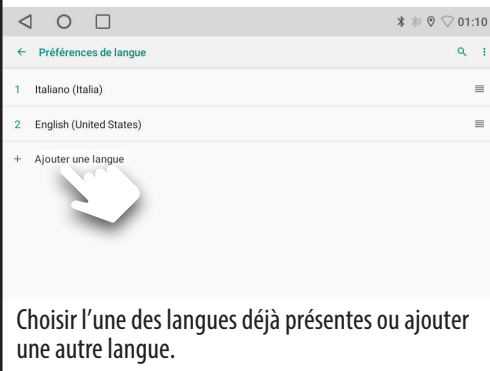 01:10
Préférences de langue
1 Italiano (Italia)
2 English (United States)
+ Ajouter une langue
Choisir l'une des langues déjà présentes ou ajouter
une autre langue.